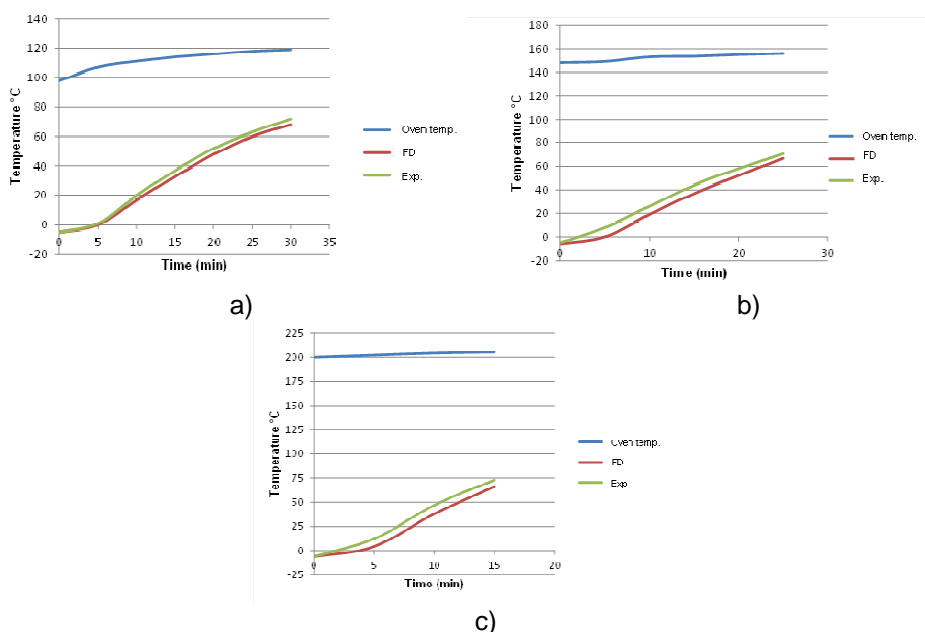 140
120
100
80
60
40
20
0
-20
0 5 10 15 20 25 30 35
Temperature °C
Time (min)
Oven temp.
FD
Exp.
a)
180
160
140
120
100
80
60
40
20
0
-20
0 10 20 30
Temperature °C
Time (min)
Oven temp.
FD
Exp.
b)
225
200
175
150
125
100
75
50
25
0
-25
0 5 10 15 20
Temperature °C
Time (min)
Oven temp.
FD
Exp
c)